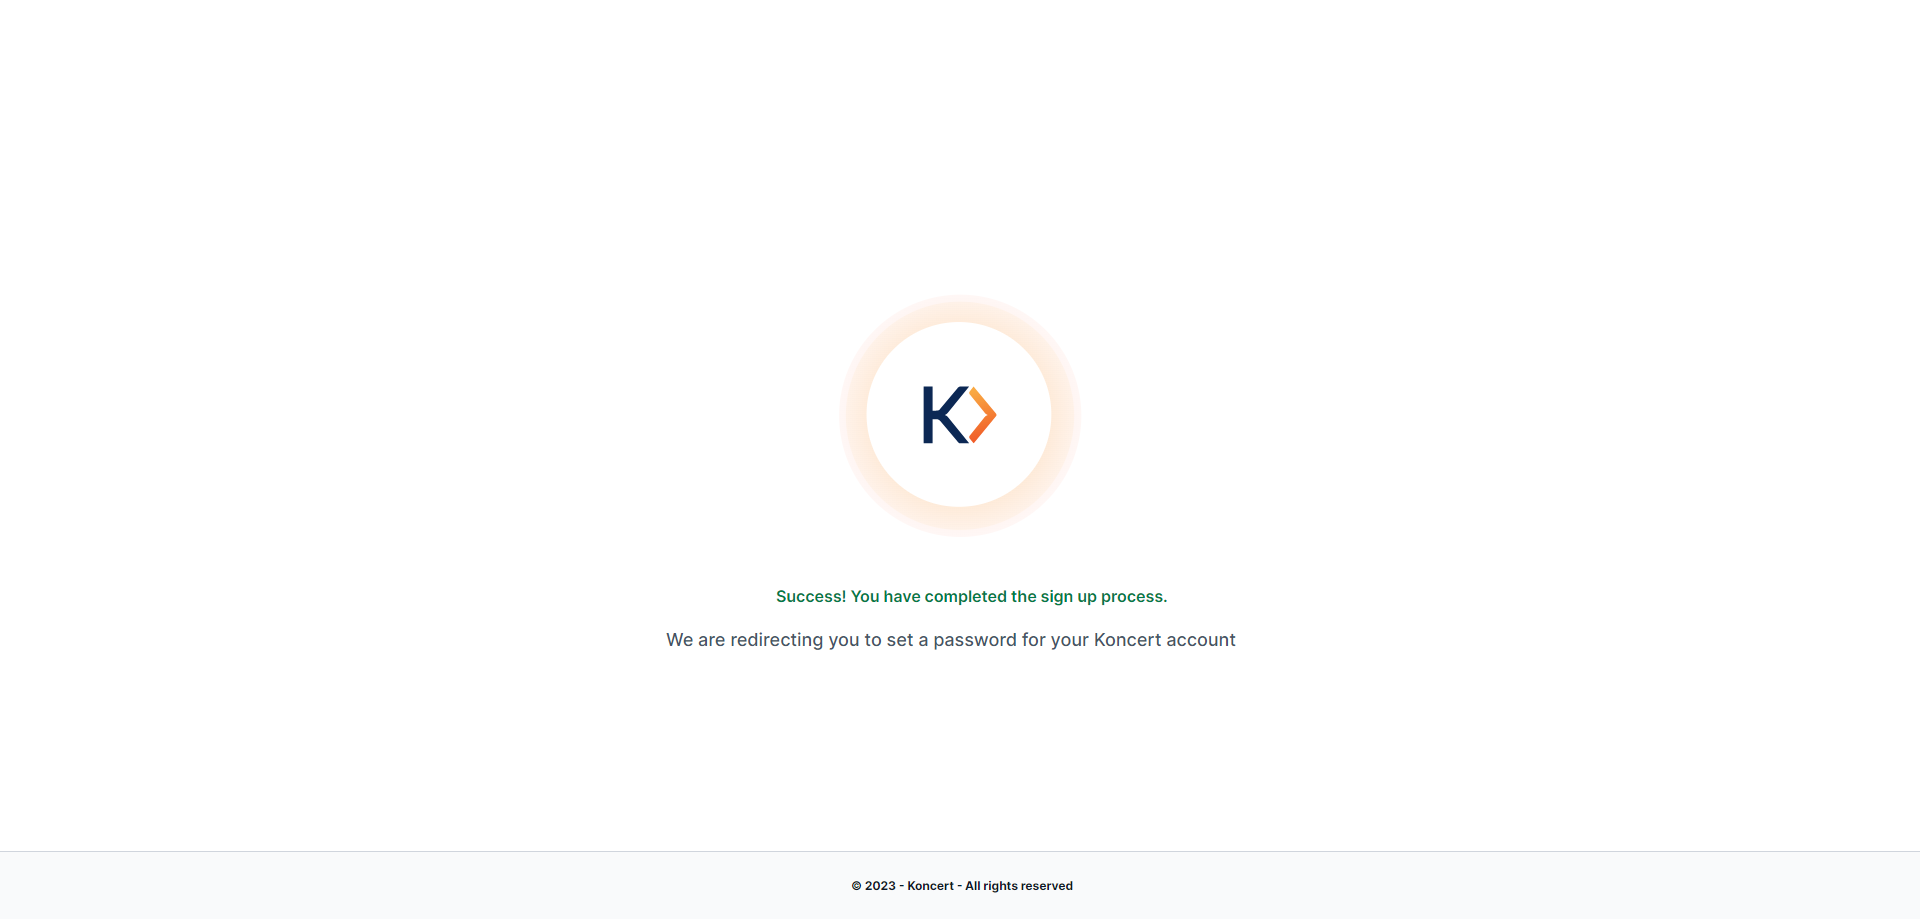 Success! You have completed the sign up process.
We are redirecting you to set a password for your Koncert account
© 2023 - Koncert - All rights reserved